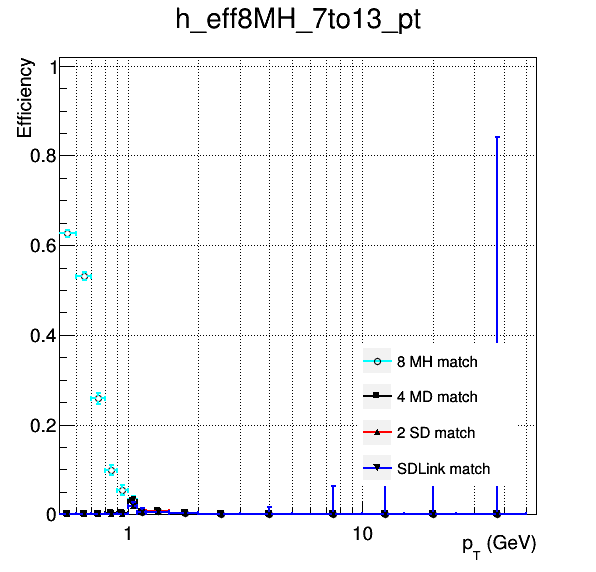 h_eff8MH_7to13_pt
Efficiency
1
0.8
0.6
0.4
0.2
0
8 MH match
4 MD match
2 SD match
SDLink match
1 10
p_T (GeV)